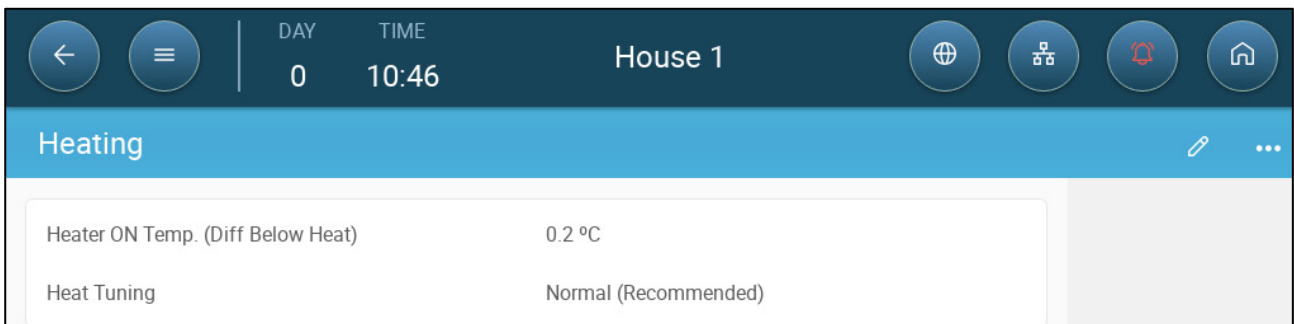 DAY TIME
0 10:46
House 1
Heating
Heater ON Temp. (Diff Below Heat) 0.2 ºC
Heat Tuning Normal (Recommended)